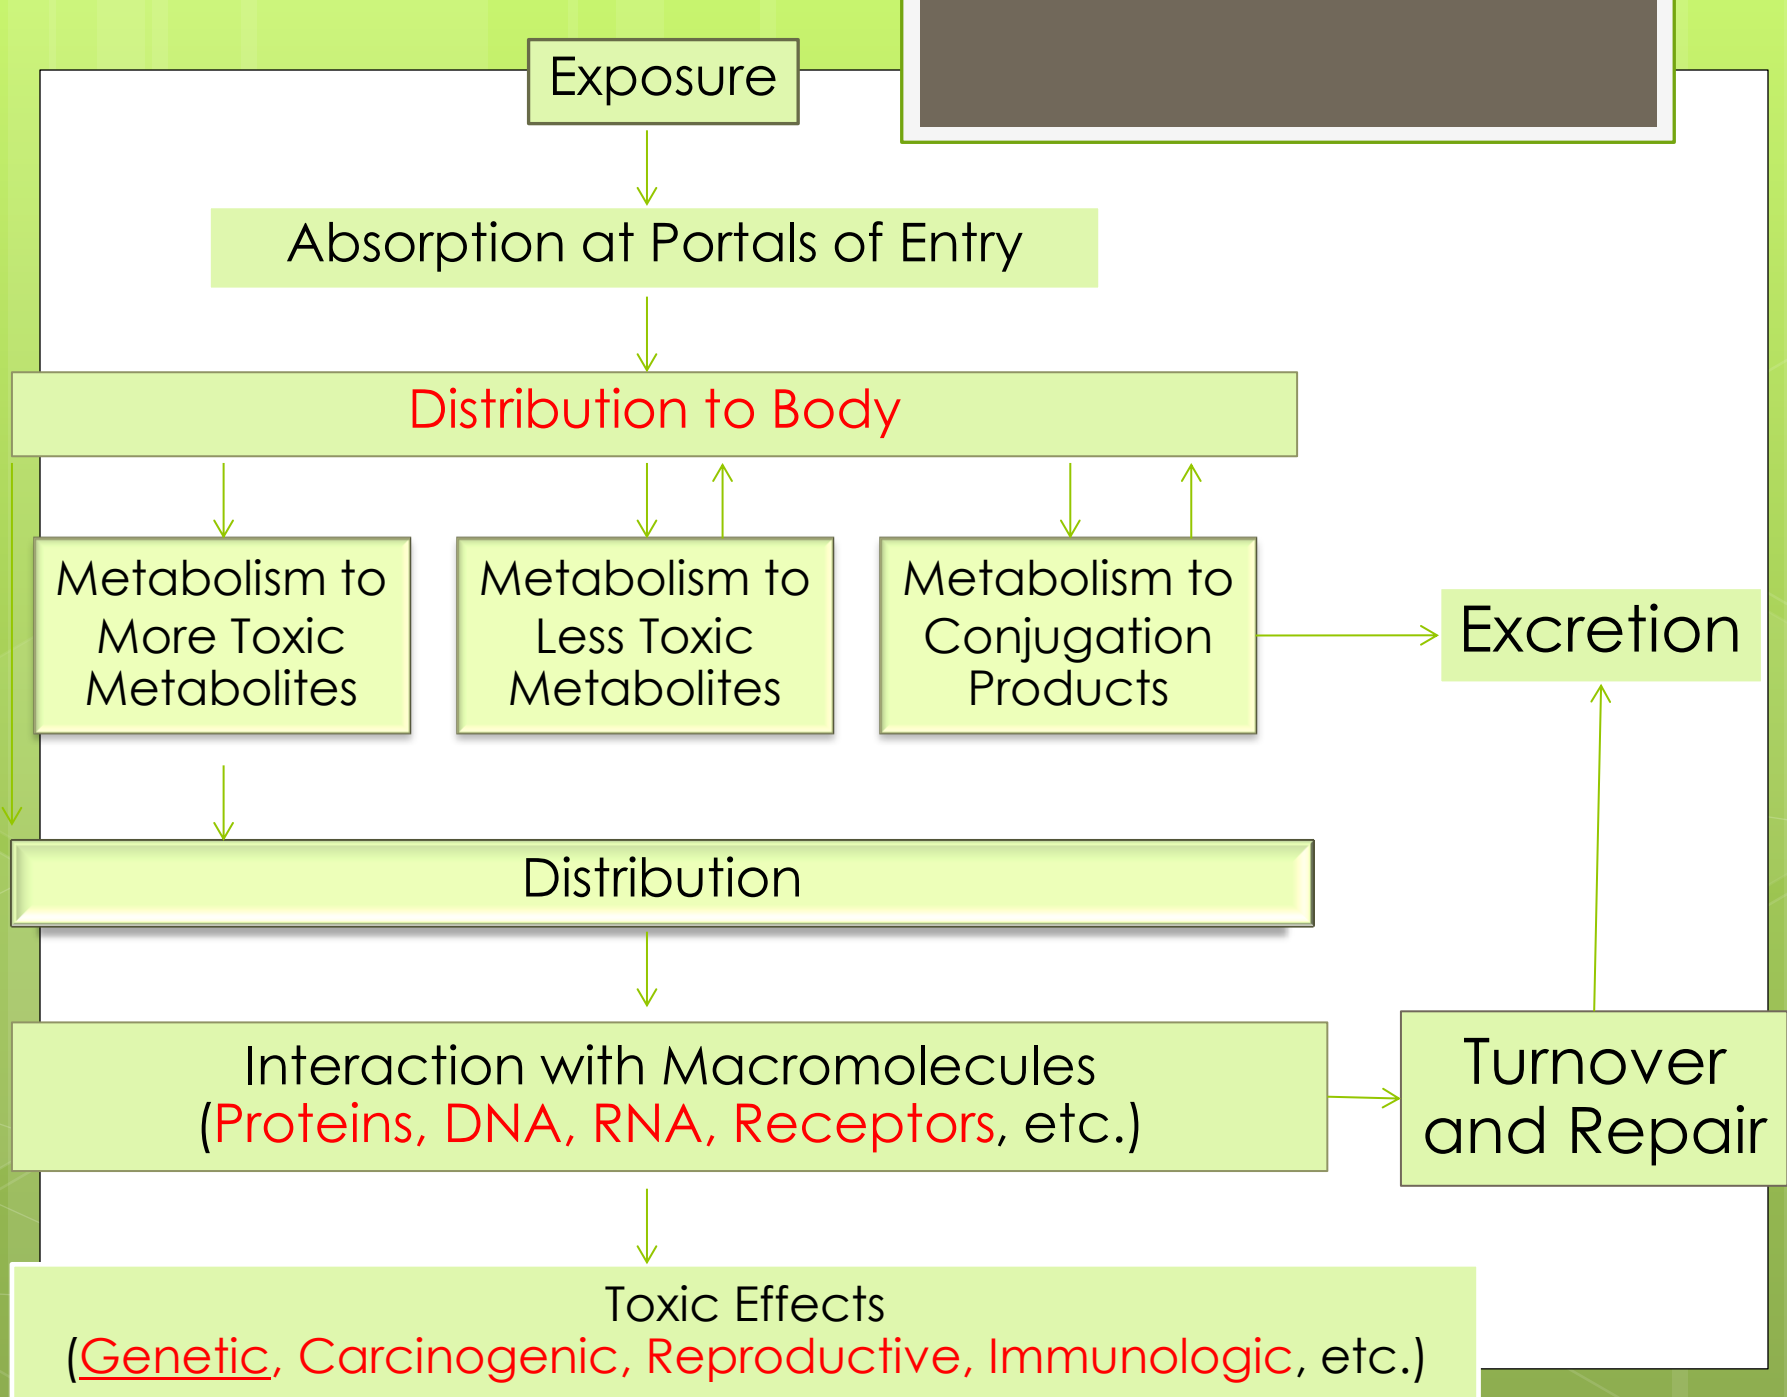 Exposure
Absorption at Portals of Entry
Distribution to Body
Metabolism to
More Toxic
Metabolites
Metabolism to
Less Toxic
Metabolites
Metabolism to
Conjugation
Products
Excretion
Distribution
Interaction with Macromolecules
(Proteins, DNA, RNA, Receptors, etc.)
Turnover
and Repair
Toxic Effects
(Genetic, Carcinogenic, Reproductive, Immunologic, etc.)